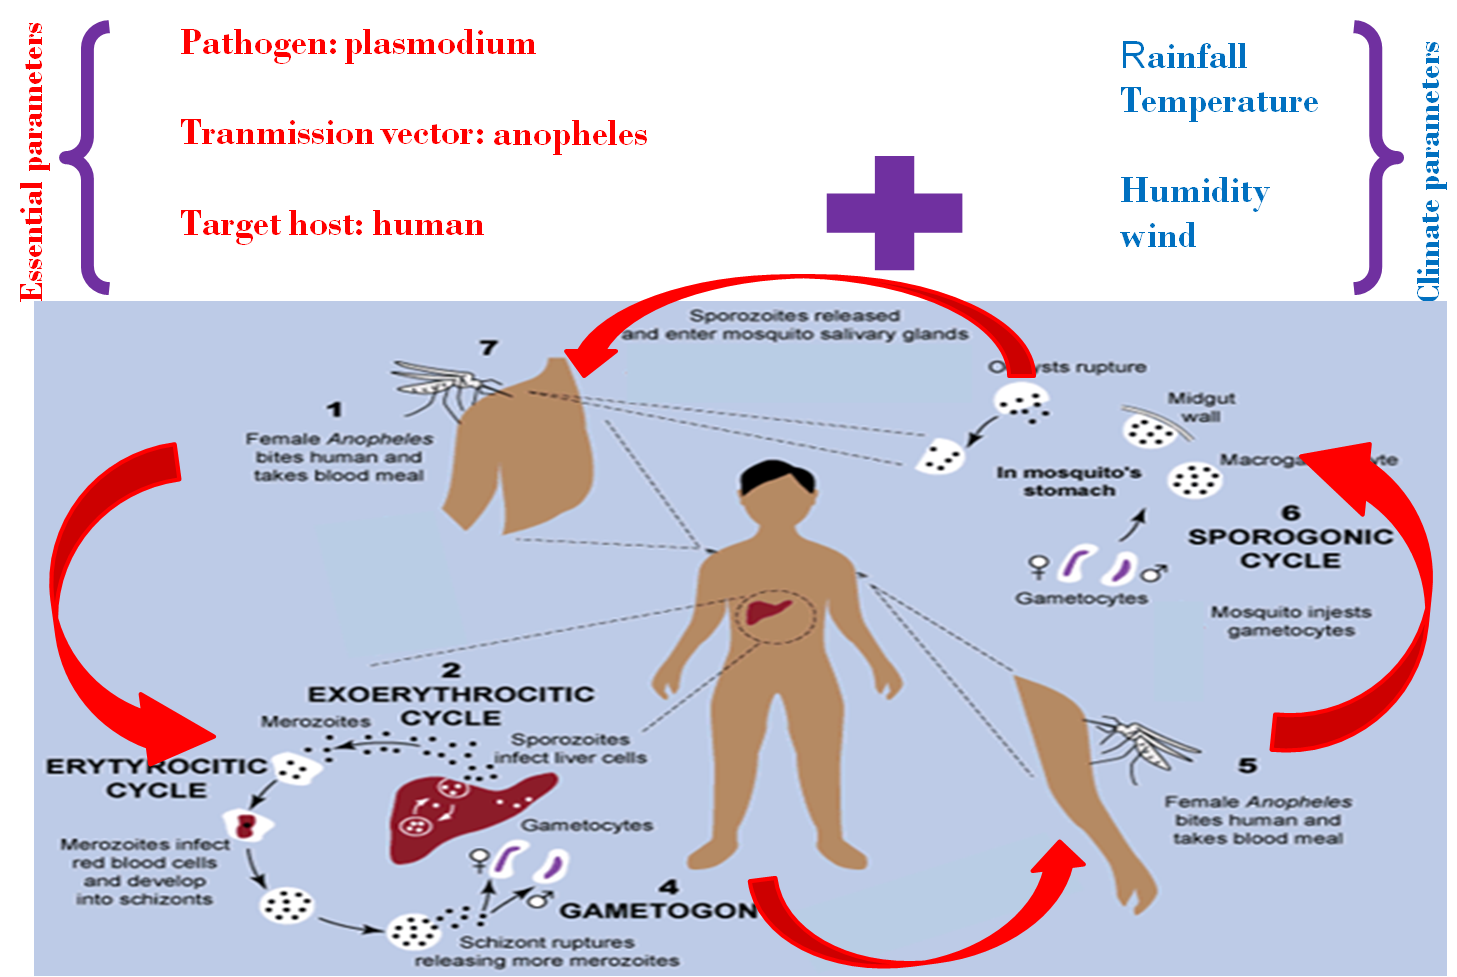 Essential parameters
Pathogen: plasmodium
Tranmission vector: anopheles
Target host: human
Rainfall
Temperature
Humidity
wind
Climate parameters
Sporozoites released
and enter mosquito salivary glands
7
1
Female Anopheles
bites human and
takes blood meal
rupture
Midgut
wall
In mosquito's
stomach
6
SPOROGONIC
CYCLE
Gametocytes
Mosquito injests
gametocytes
2
EXOERYTHROCITIC
CYCLE
Merozoites
Sporozoites
infect liver cells
ERYTYROCITIC
CYCLE
Merozoites infect
red blood cells
and develop
into schizonts
Gametocytes
4
GAMETOGON
Schizont ruptures
releasing more merozoites
5
Female Anopheles
bites human and
takes blood meal